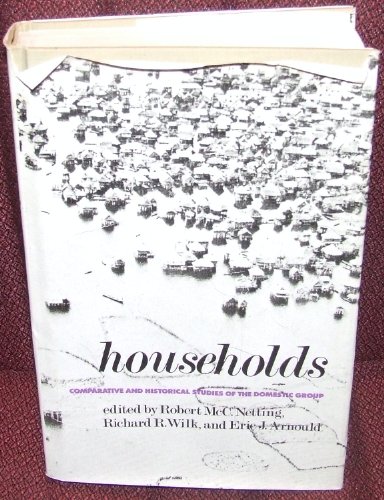 households
COMPARATIVE AND HISTORICAL STUDIES OF THE DOMESTIC GROUP
edited by Robert McC. Netting,
Richard R. Wilk, and Eric J. Arnould